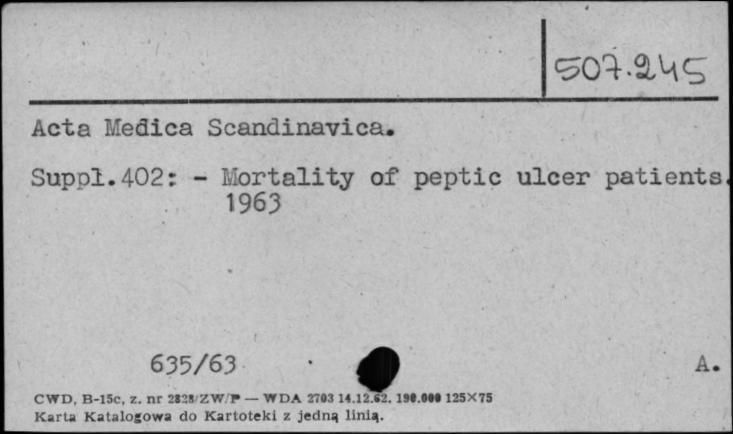 507.245
Acta Medica Scandinavica.
Suppl.402: - Mortality of peptic ulcer patients.
1963
635/63
A.
CWD, B-15c, z. nr 2828/ZW/P — WDA 2703 14.12.62. 190.000 125×75
Karta Katalogowa do Kartoteki z jedną linią.